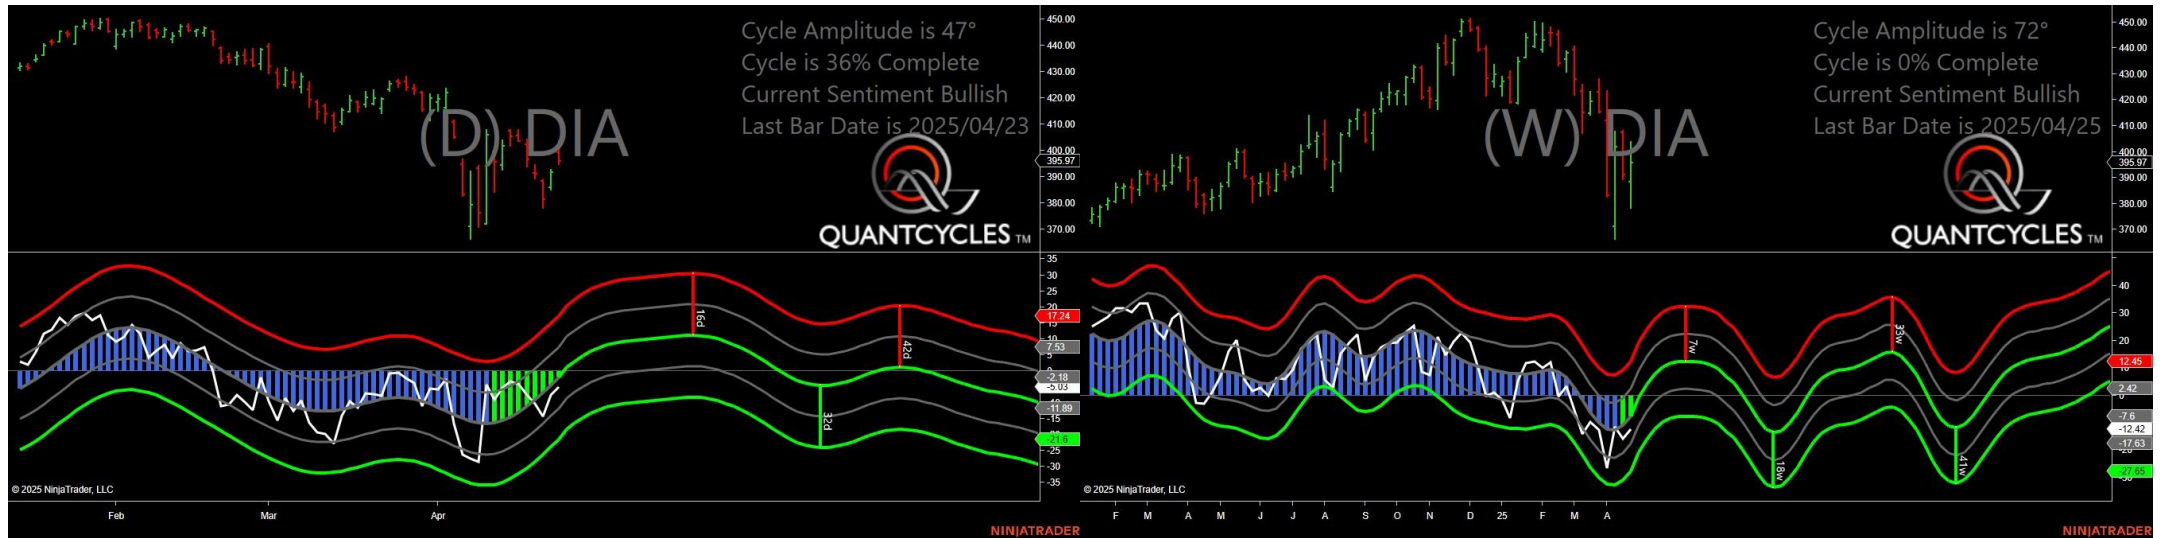 Cycle Amplitude is 47°
Cycle is 36% Complete
Current Sentiment Bullish
Last Bar Date is 2025/04/23
(D) DIA
QUANTCYCLES TM
450.00
440.00
430.00
420.00
410.00
400.00
395.97
390.00
380.00
370.00
35
30
25
20
17.24
15
10
7.53
5
-2.18
-5.03
-11.89
-15
-21.6
-25
-30
-35
16d
32d
42d
© 2025 NinjaTrader, LLC
Feb
Mar
Apr
NINJATRADER
Cycle Amplitude is 72°
Cycle is 0% Complete
Current Sentiment Bullish
Last Bar Date is 2025/04/25
(W) DIA
QUANTCYCLES TM
450.00
440.00
430.00
420.00
410.00
400.00
395.97
390.00
380.00
370.00
40
30
20
12.45
2.42
0
-7.6
-12.42
-17.63
-27.65
7w
18w
33w
41w
© 2025 NinjaTrader, LLC
F M A M J J A S O N D 25 F M A
NINJATRADER